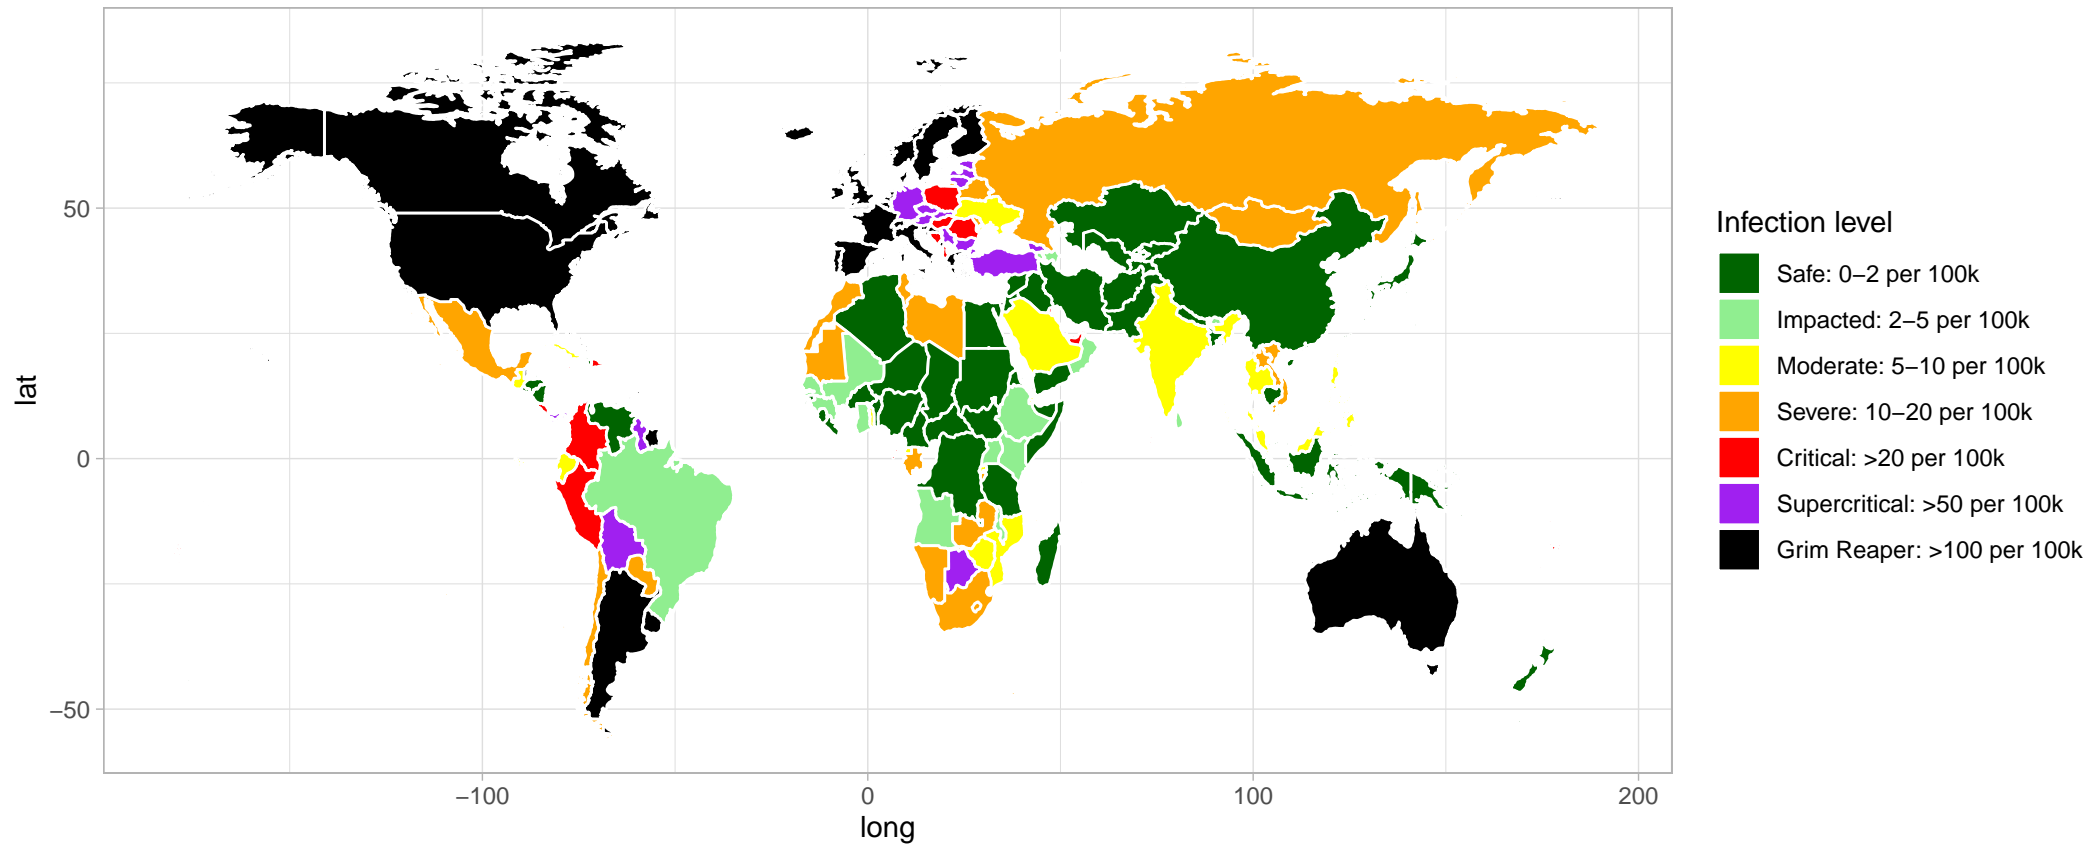 50
0
−50
lat
−100
0
100
200
long
Infection level
Safe: 0−2 per 100k
Impacted: 2−5 per 100k
Moderate: 5−10 per 100k
Severe: 10−20 per 100k
Critical: >20 per 100k
Supercritical: >50 per 100k
Grim Reaper: >100 per 100k